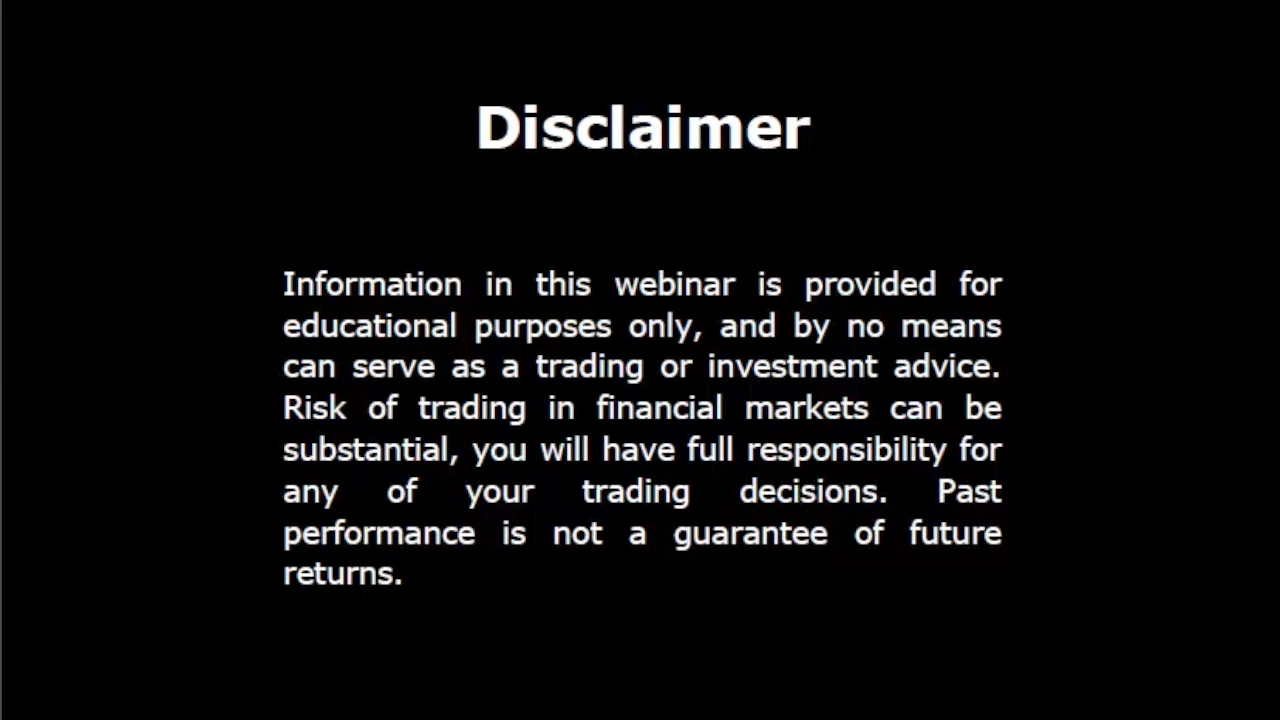 Disclaimer
Information in this webinar is provided for
educational purposes only, and by no means
can serve as a trading or investment advice.
Risk of trading in financial markets can be
substantial, you will have full responsibility for
any of your trading decisions. Past
performance is not a guarantee of future
returns.